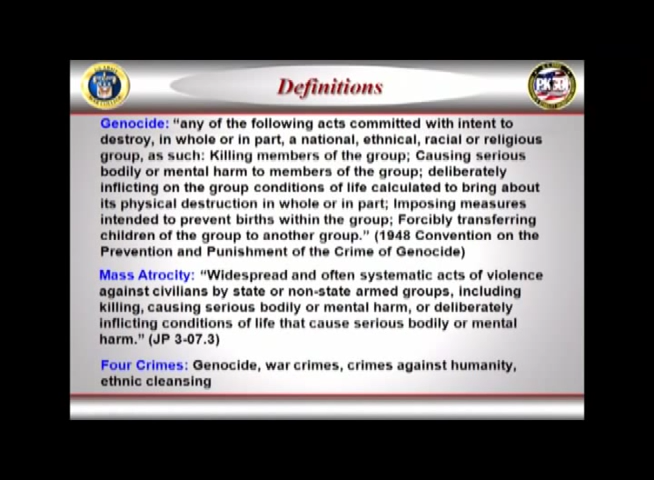 Definitions
Genocide: “any of the following acts committed with intent to
destroy, in whole or in part, a national, ethnical, racial or religious
group, as such: Killing members of the group; Causing serious
bodily or mental harm to members of the group; deliberately
inflicting on the group conditions of life calculated to bring about
its physical destruction in whole or in part; Imposing measures
intended to prevent births within the group; Forcibly transferring
children of the group to another group.” (1948 Convention on the
Prevention and Punishment of the Crime of Genocide)
Mass Atrocity: “Widespread and often systematic acts of violence
against civilians by state or non-state armed groups, including
killing, causing serious bodily or mental harm, or deliberately
inflicting conditions of life that cause serious bodily or mental
harm.” (JP 3-07.3)
Four Crimes: Genocide, war crimes, crimes against humanity,
ethnic cleansing